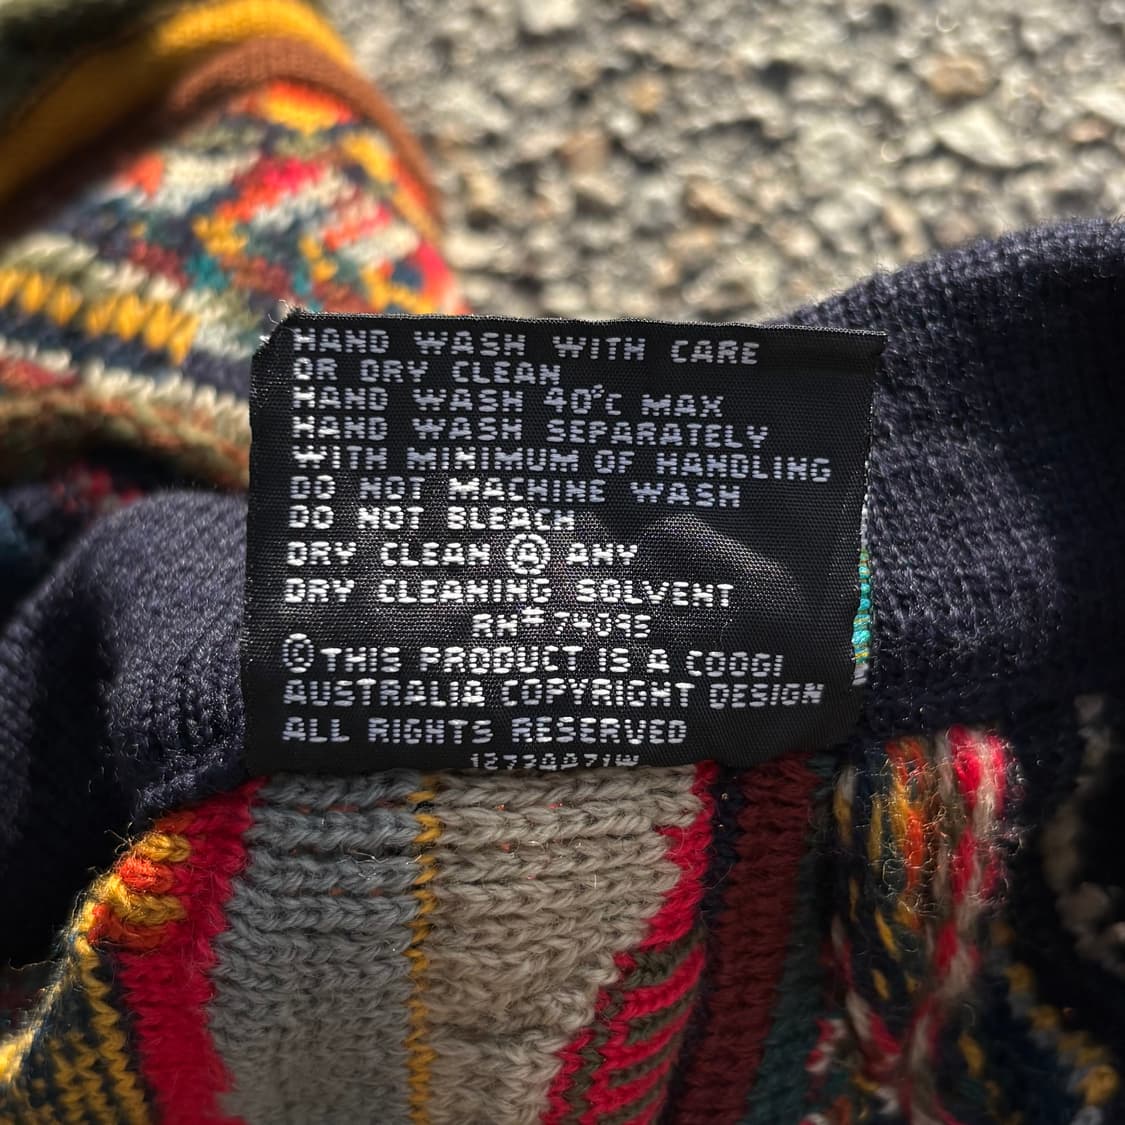 HAND WASH WITH CARE
OR DRY CLEAN
HAND WASH 40°C MAX
HAND WASH SEPARATELY
WITH MINIMUM OF HANDLING
DO NOT MACHINE WASH
DO NOT BLEACH
DRY CLEAN Ⓐ ANY
DRY CLEANING SOLVENT
RN# 74095
©THIS PRODUCT IS A COOGI
AUSTRALIA COPYRIGHT DESIGN
ALL RIGHTS RESERVED